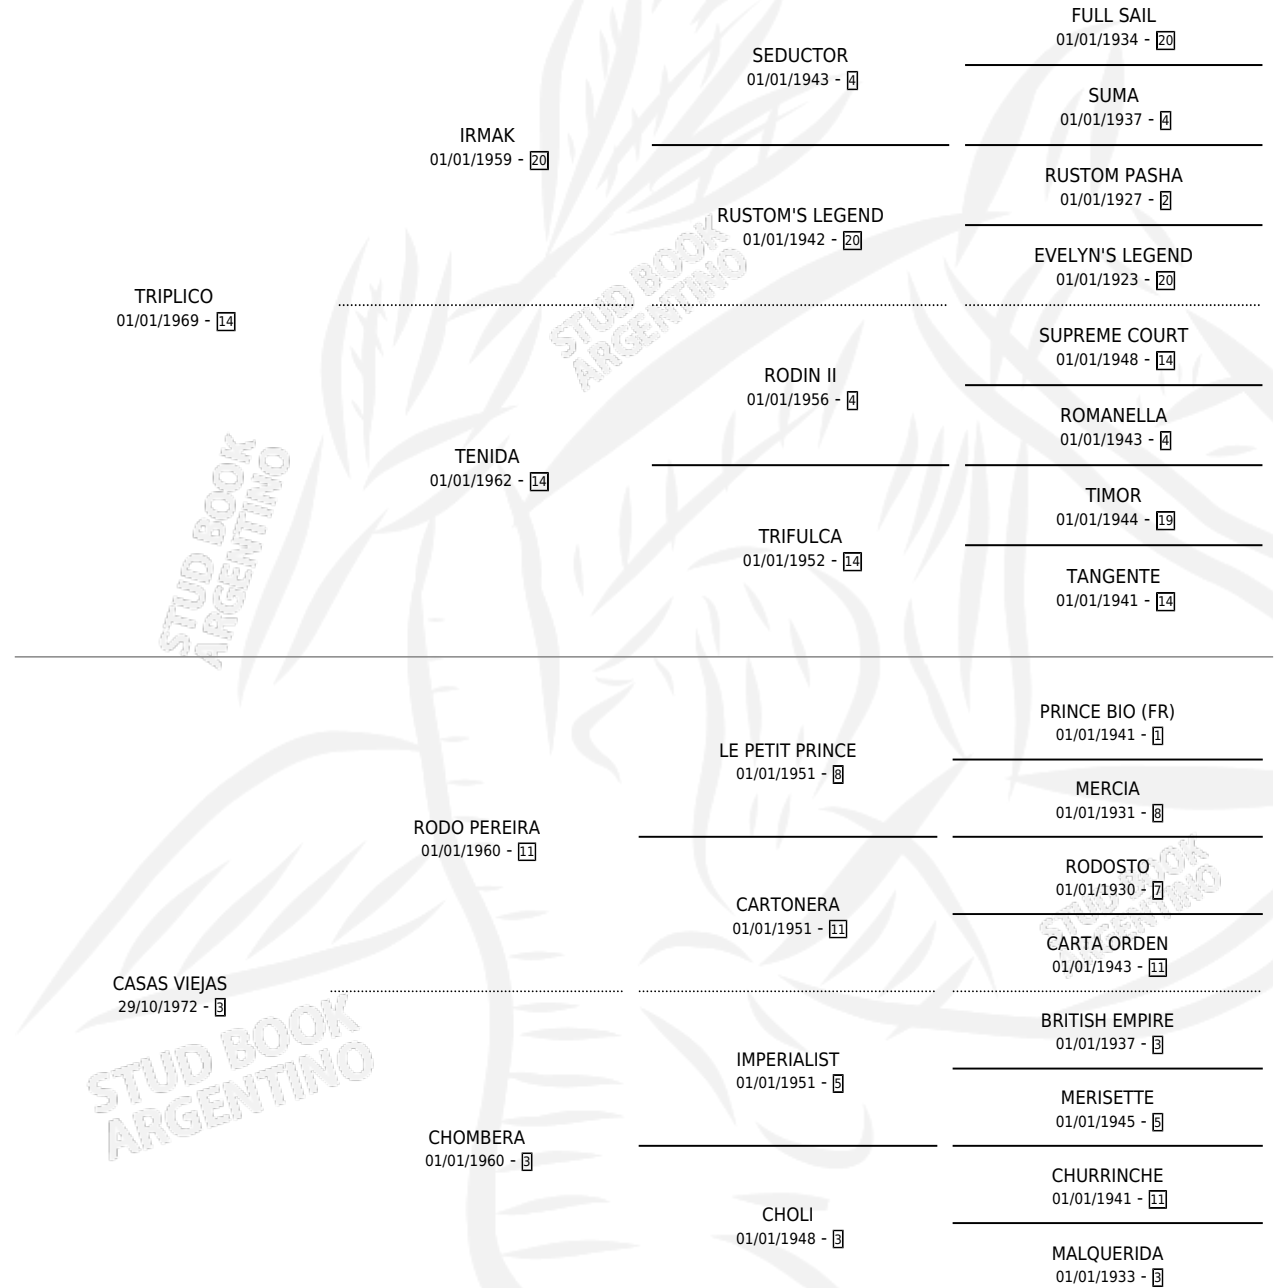 FULL SAIL
01/01/1934 - 20
SEDUCTOR
01/01/1943 - 4
SUMA
01/01/1937 - 4
IRMAK
01/01/1959 - 20
RUSTOM PASHA
01/01/1927 - 2
RUSTOM'S LEGEND
01/01/1942 - 20
EVELYN'S LEGEND
01/01/1923 - 20
TRIPLICO
01/01/1969 - 14
SUPREME COURT
01/01/1948 - 14
RODIN II
01/01/1956 - 4
ROMANELLA
01/01/1943 - 4
TENIDA
01/01/1962 - 14
TIMOR
01/01/1944 - 19
TRIFULCA
01/01/1952 - 14
TANGENTE
01/01/1941 - 14
PRINCE BIO (FR)
01/01/1941 - 1
LE PETIT PRINCE
01/01/1951 - 8
MERCIA
01/01/1931 - 8
RODO PEREIRA
01/01/1960 - 11
RODOSTO
01/01/1930 - 7
CARTONERA
01/01/1951 - 11
CARTA ORDEN
01/01/1943 - 11
CASAS VIEJAS
29/10/1972 - 3
BRITISH EMPIRE
01/01/1937 - 3
IMPERIALIST
01/01/1951 - 5
MERISETTE
01/01/1945 - 5
CHOMBERA
01/01/1960 - 3
CHURRINCHE
01/01/1941 - 11
CHOLI
01/01/1948 - 3
MALQUERIDA
01/01/1933 - 3
STUD BOOK
ARGENTINO
STUD BOOK
ARGENTINO
STUD BOOK
ARGENTINO
STUD BOOK
ARGENTINO